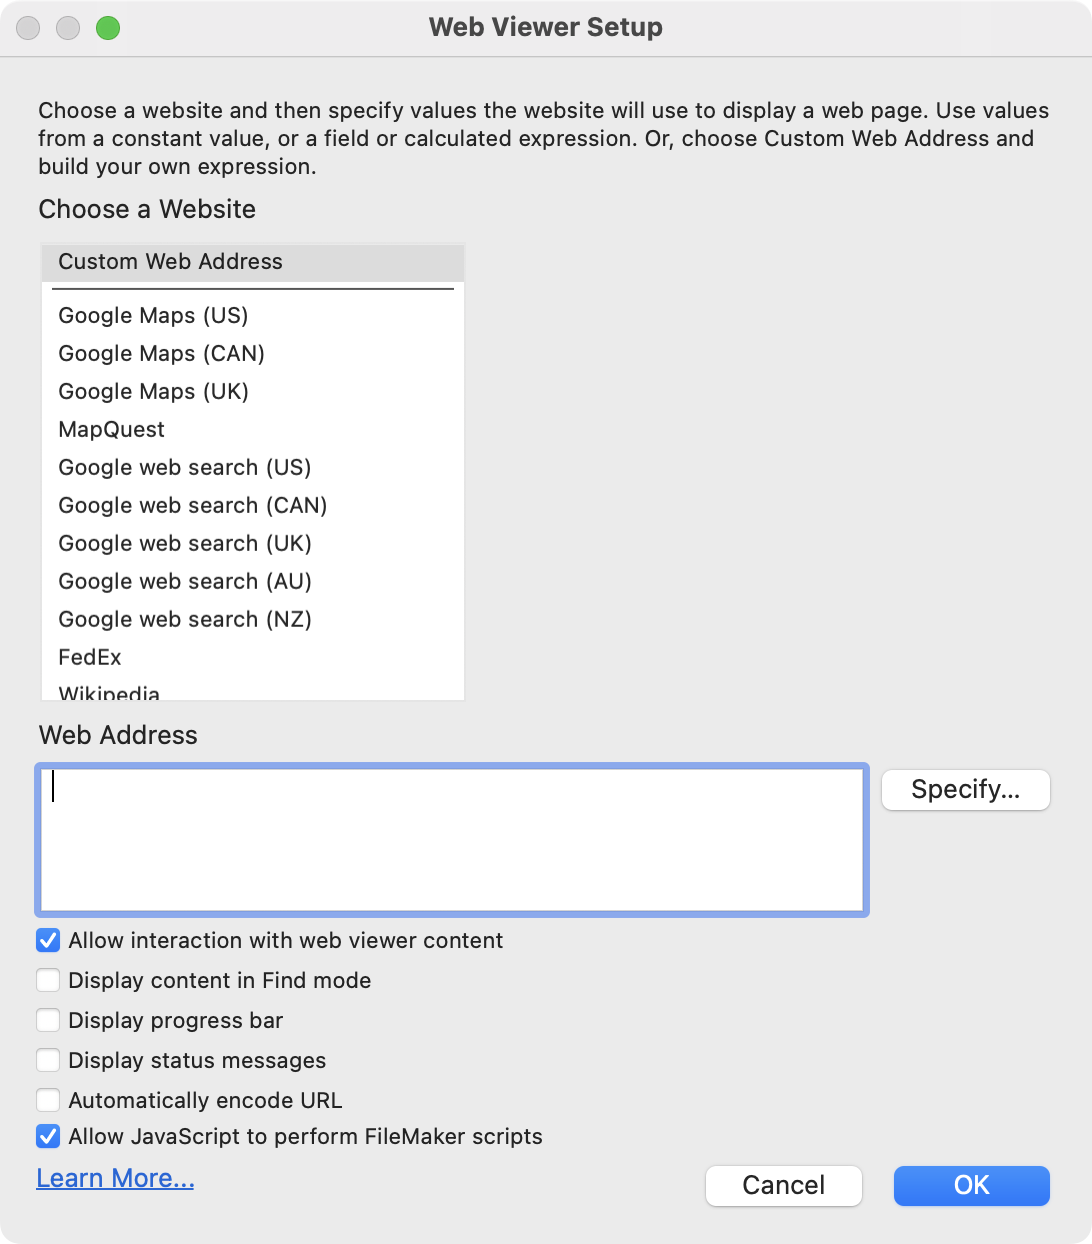 Web Viewer Setup
Choose a website and then specify values the website will use to display a web page. Use values
from a constant value, or a field or calculated expression. Or, choose Custom Web Address and
build your own expression.
Choose a Website
Custom Web Address
Google Maps (US)
Google Maps (CAN)
Google Maps (UK)
MapQuest
Google web search (US)
Google web search (CAN)
Google web search (UK)
Google web search (AU)
Google web search (NZ)
FedEx
Wikipedia
Web Address
Specify...
Allow interaction with web viewer content
Display content in Find mode
Display progress bar
Display status messages
Automatically encode URL
Allow JavaScript to perform FileMaker scripts
Learn More...
Cancel
OK